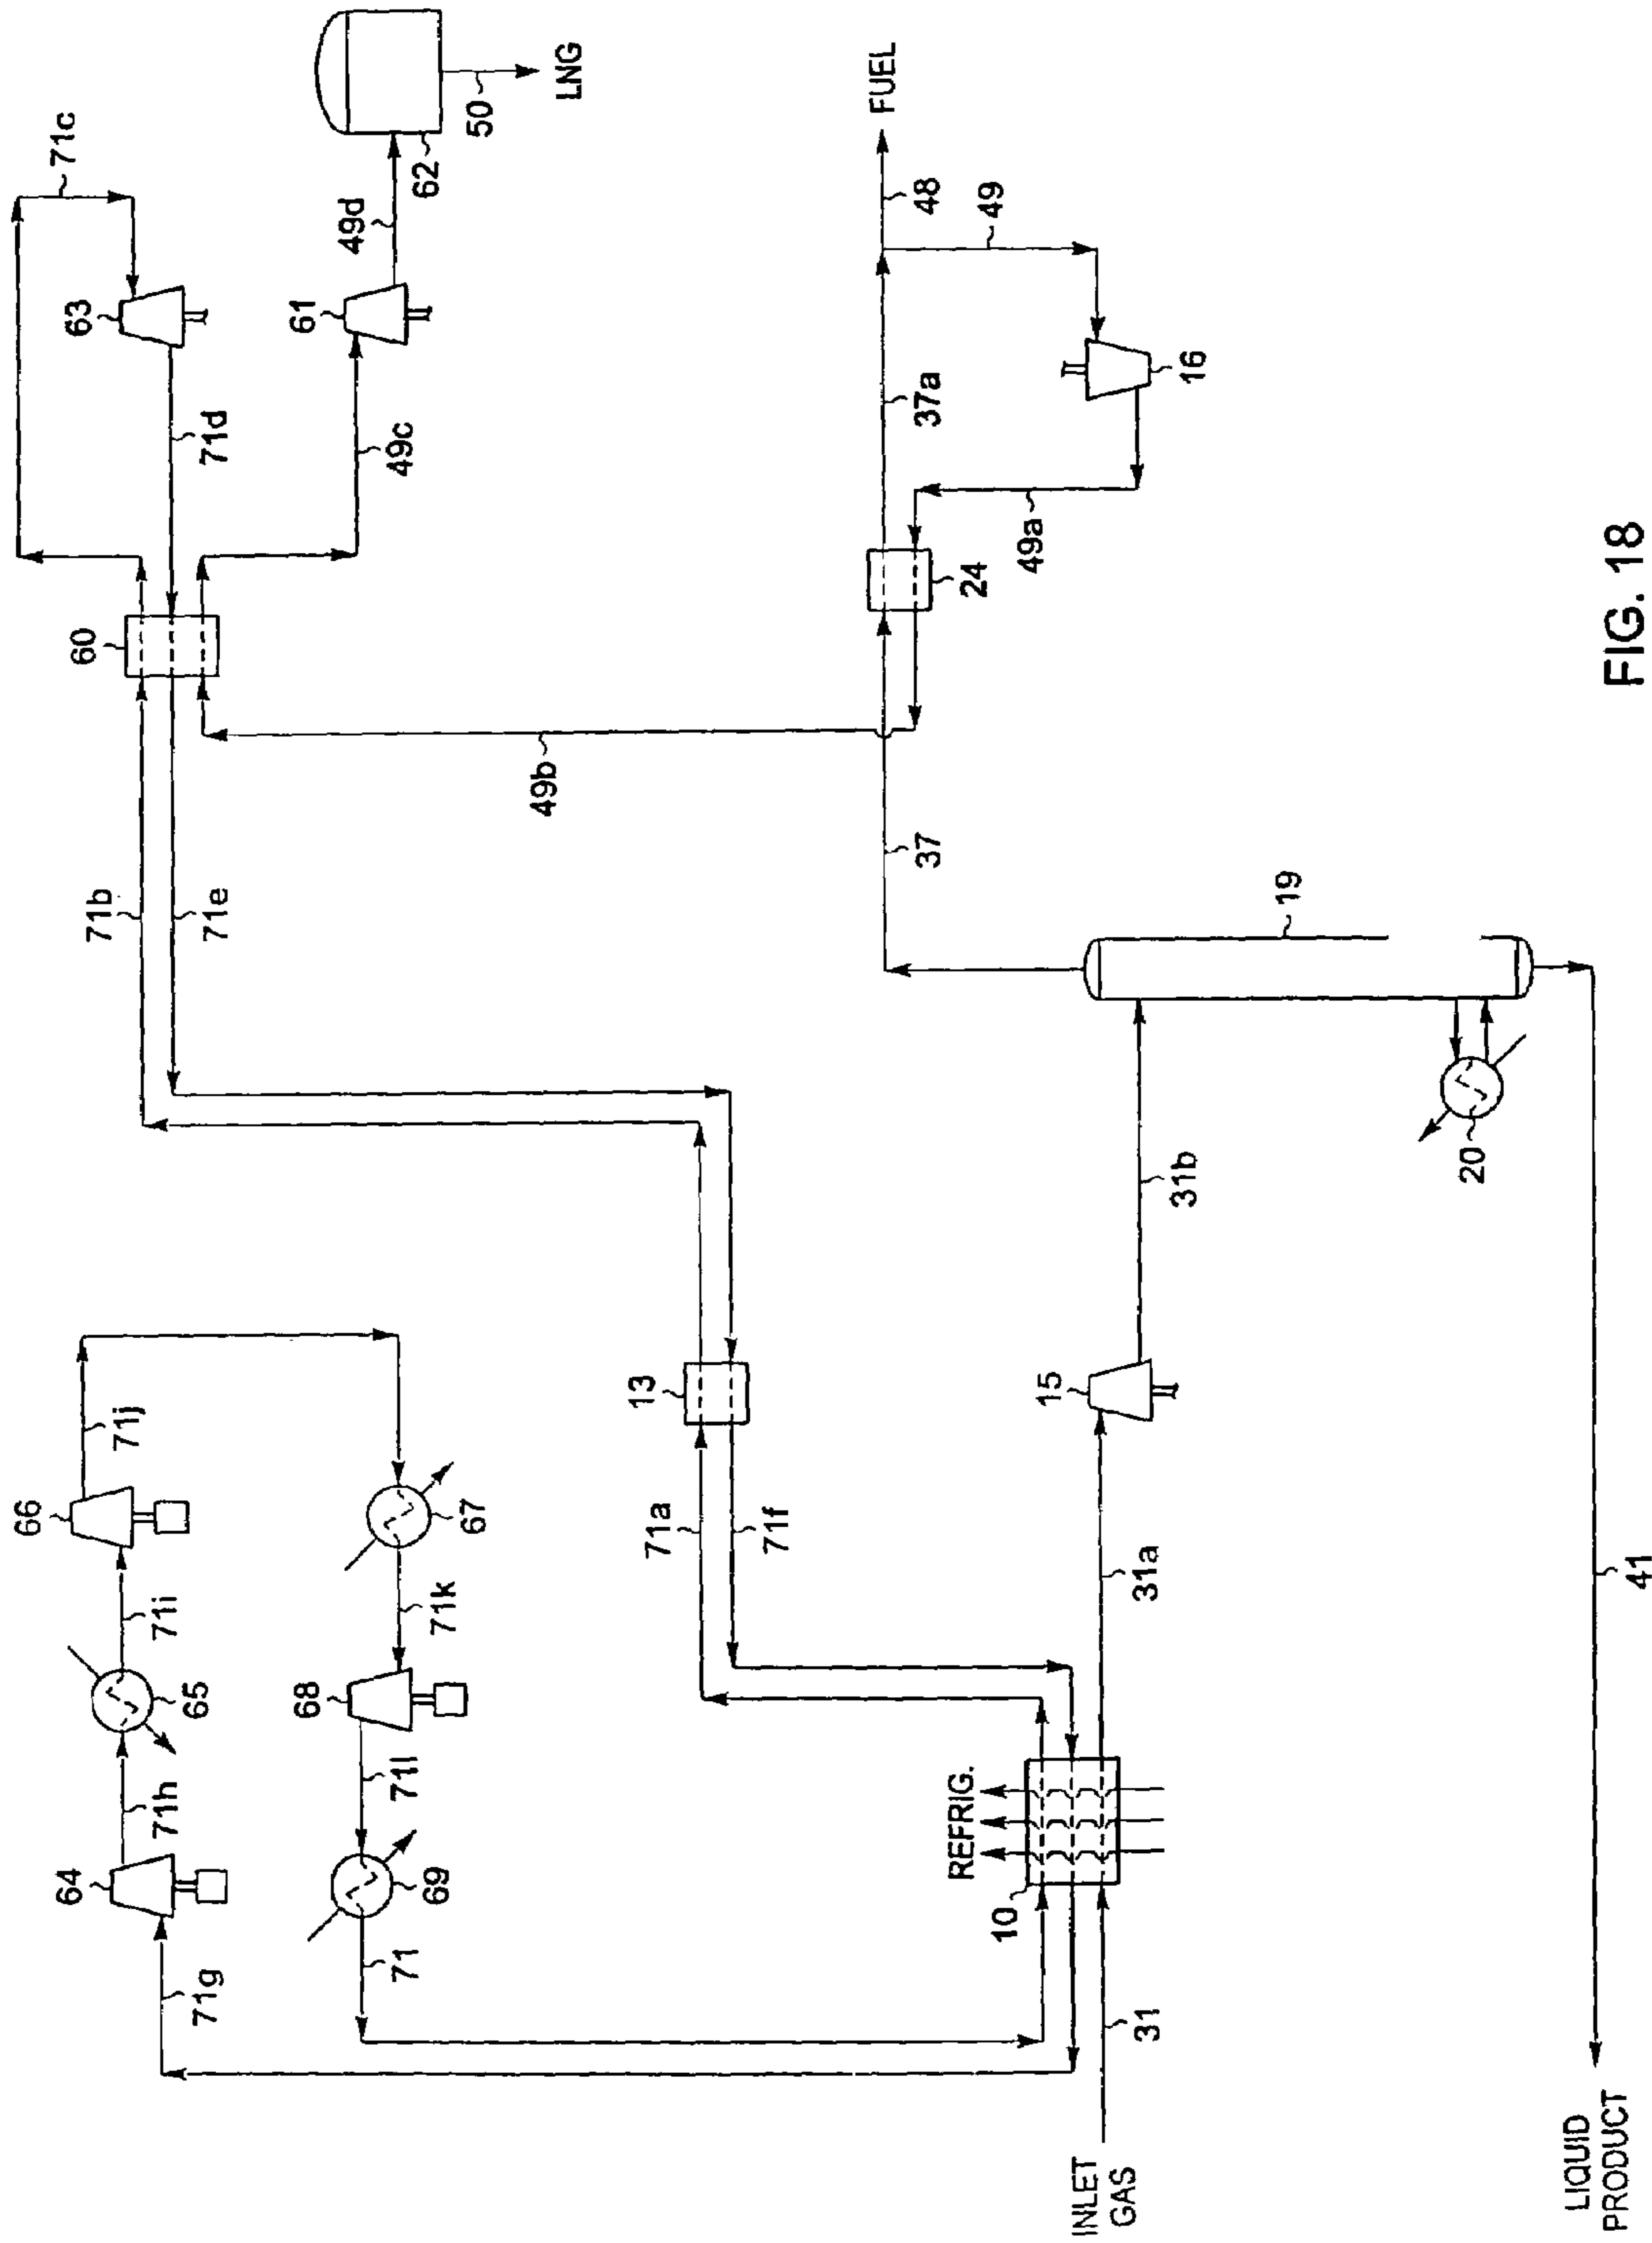 71g
64
71h
65
71i
66
71j
67
71k
68
71l
69
71
REFRIG.
10
INLET
GAS
31
31a
71a
71f
13
15
31b
71b
71e
60
71d
71c
63
49c
61
49d
62
50
LNG
49b
37
24
37a
48
FUEL
49
49a
16
19
20
41
LIQUID
PRODUCT
FIG. 18